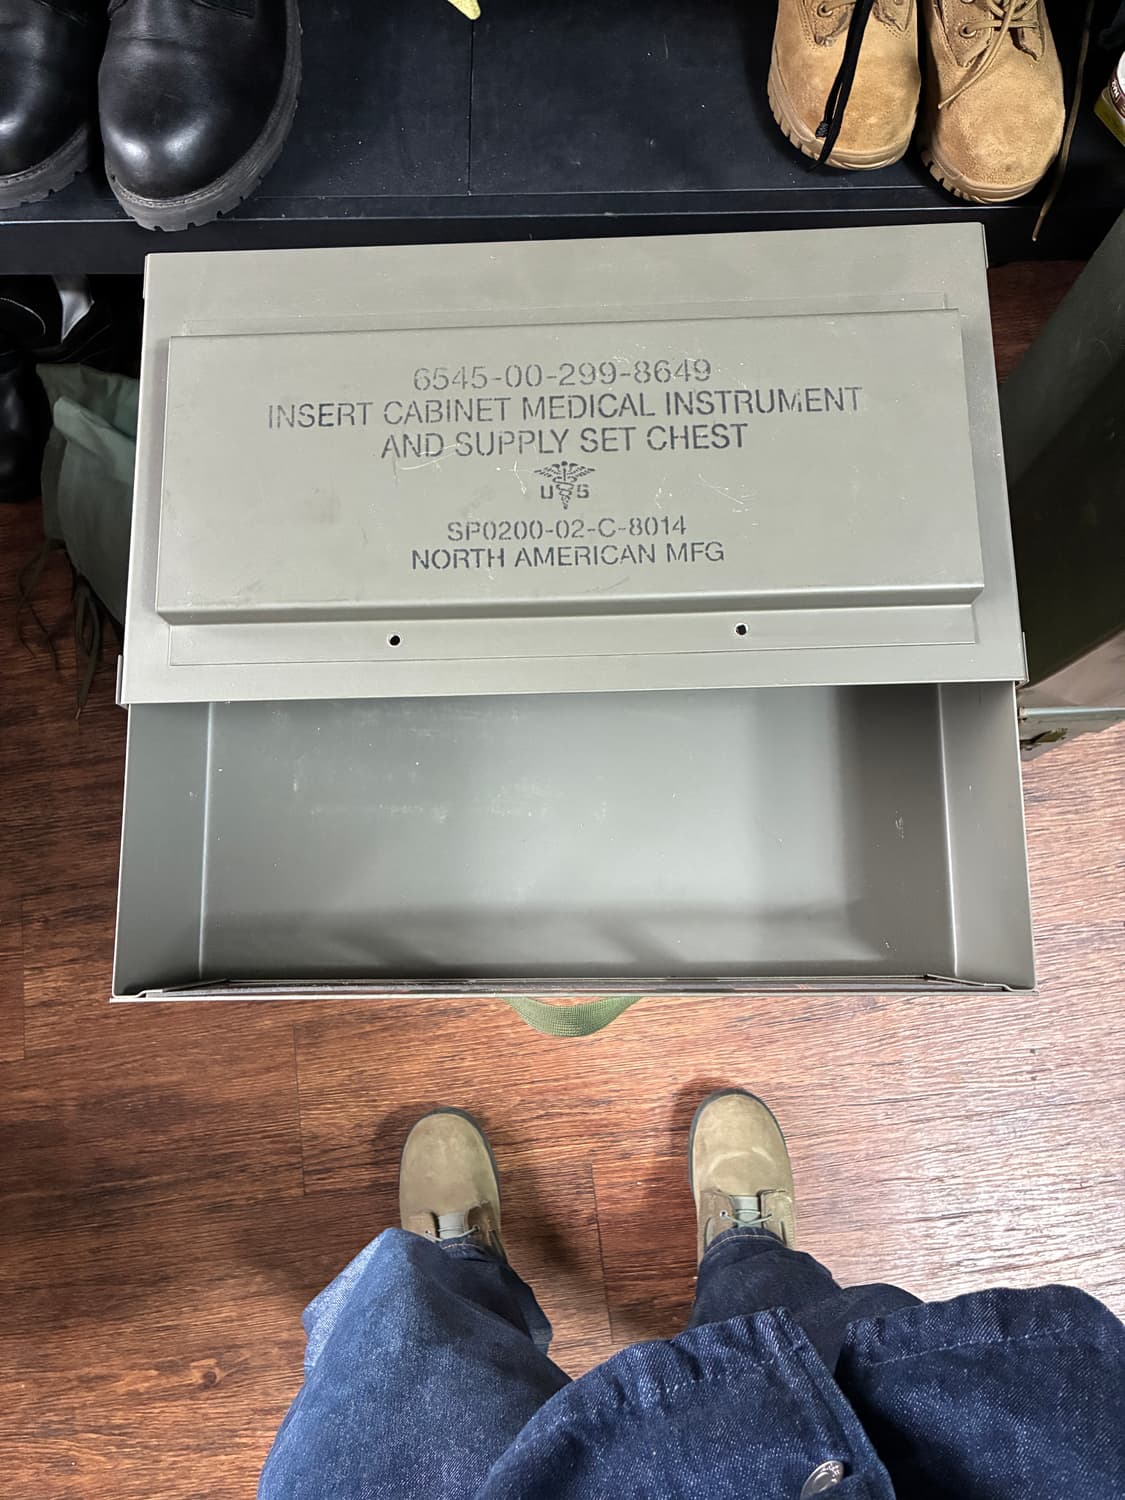 6545-00-299-8649
INSERT CABINET MEDICAL INSTRUMENT
AND SUPPLY SET CHEST
U S
SP0200-02-C-8014
NORTH AMERICAN MFG